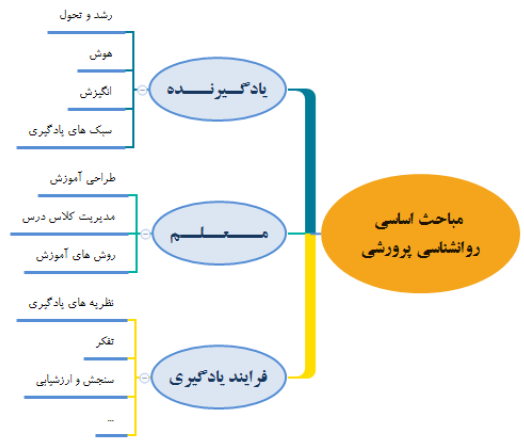 مباحث اساسی
روانشناسی پرورشی
یادگیرنده
رشد و تحول
هوش
انگیزش
سبک های یادگیری
معلم
طراحی آموزش
مدیریت کلاس درس
روش های آموزش
فرایند یادگیری
نظریه های یادگیری
تفکر
سنجش و ارزشیابی
...